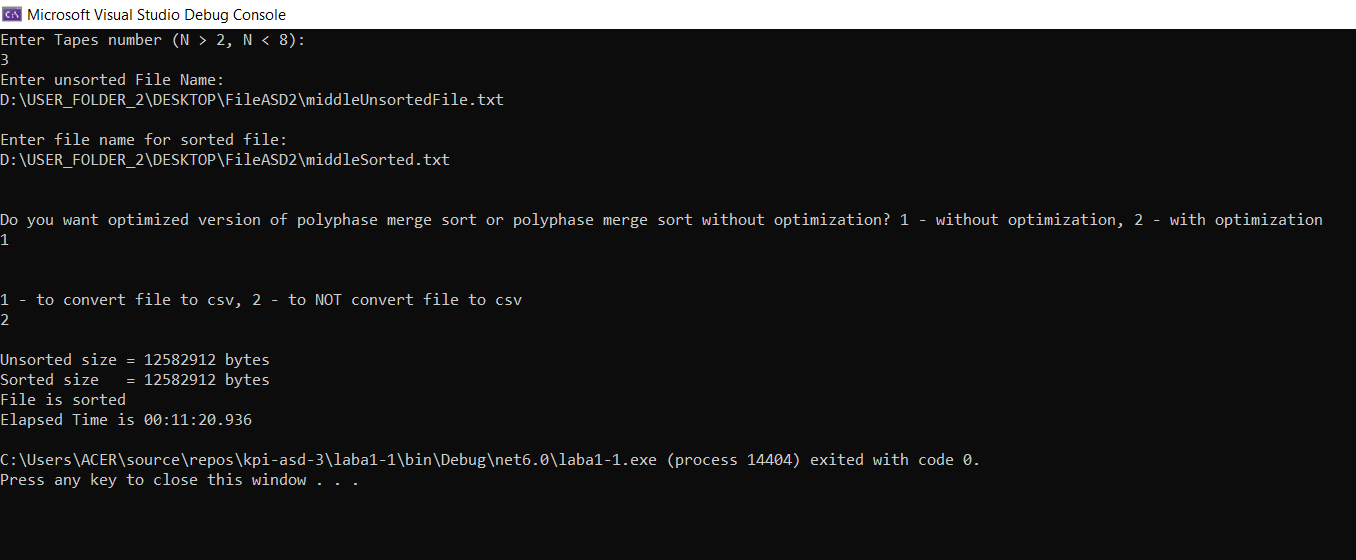 Microsoft Visual Studio Debug Console
Enter Tapes number (N > 2, N < 8):
3
Enter unsorted File Name:
D:\USER_FOLDER_2\DESKTOP\FileASD2\middleUnsortedFile.txt
Enter file name for sorted file:
D:\USER_FOLDER_2\DESKTOP\FileASD2\middleSorted.txt
Do you want optimized version of polyphase merge sort or polyphase merge sort without optimization? 1 - without optimization, 2 - with optimization
1
1 - to convert file to csv, 2 - to NOT convert file to csv
2
Unsorted size = 12582912 bytes
Sorted size   = 12582912 bytes
File is sorted
Elapsed Time is 00:11:20.936
C:\Users\ACER\source\repos\kpi-asd-3\laba1-1\bin\Debug\net6.0\laba1-1.exe (process 14404) exited with code 0.
Press any key to close this window . . .